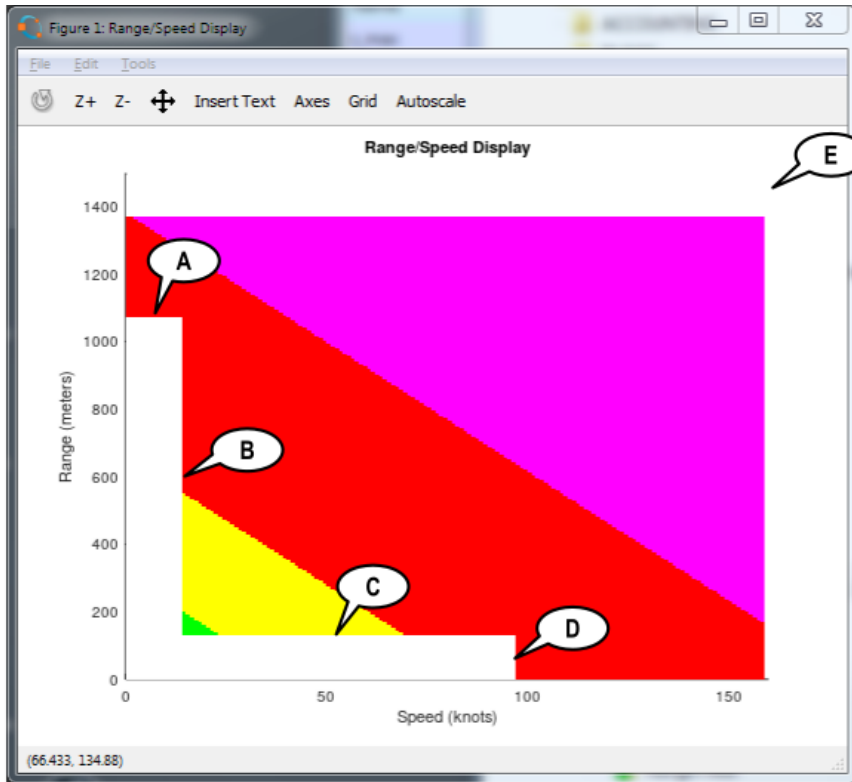 Figure 1: Range/Speed Display
File Edit Tools
Z+ Z- Insert Text Axes Grid Autoscale
Range/Speed Display
E
1400
A
1200
1000
800
Range (meters)
B
600
400
C
200
D
0
0 50 100 150
Speed (knots)
(66.433, 134.88)